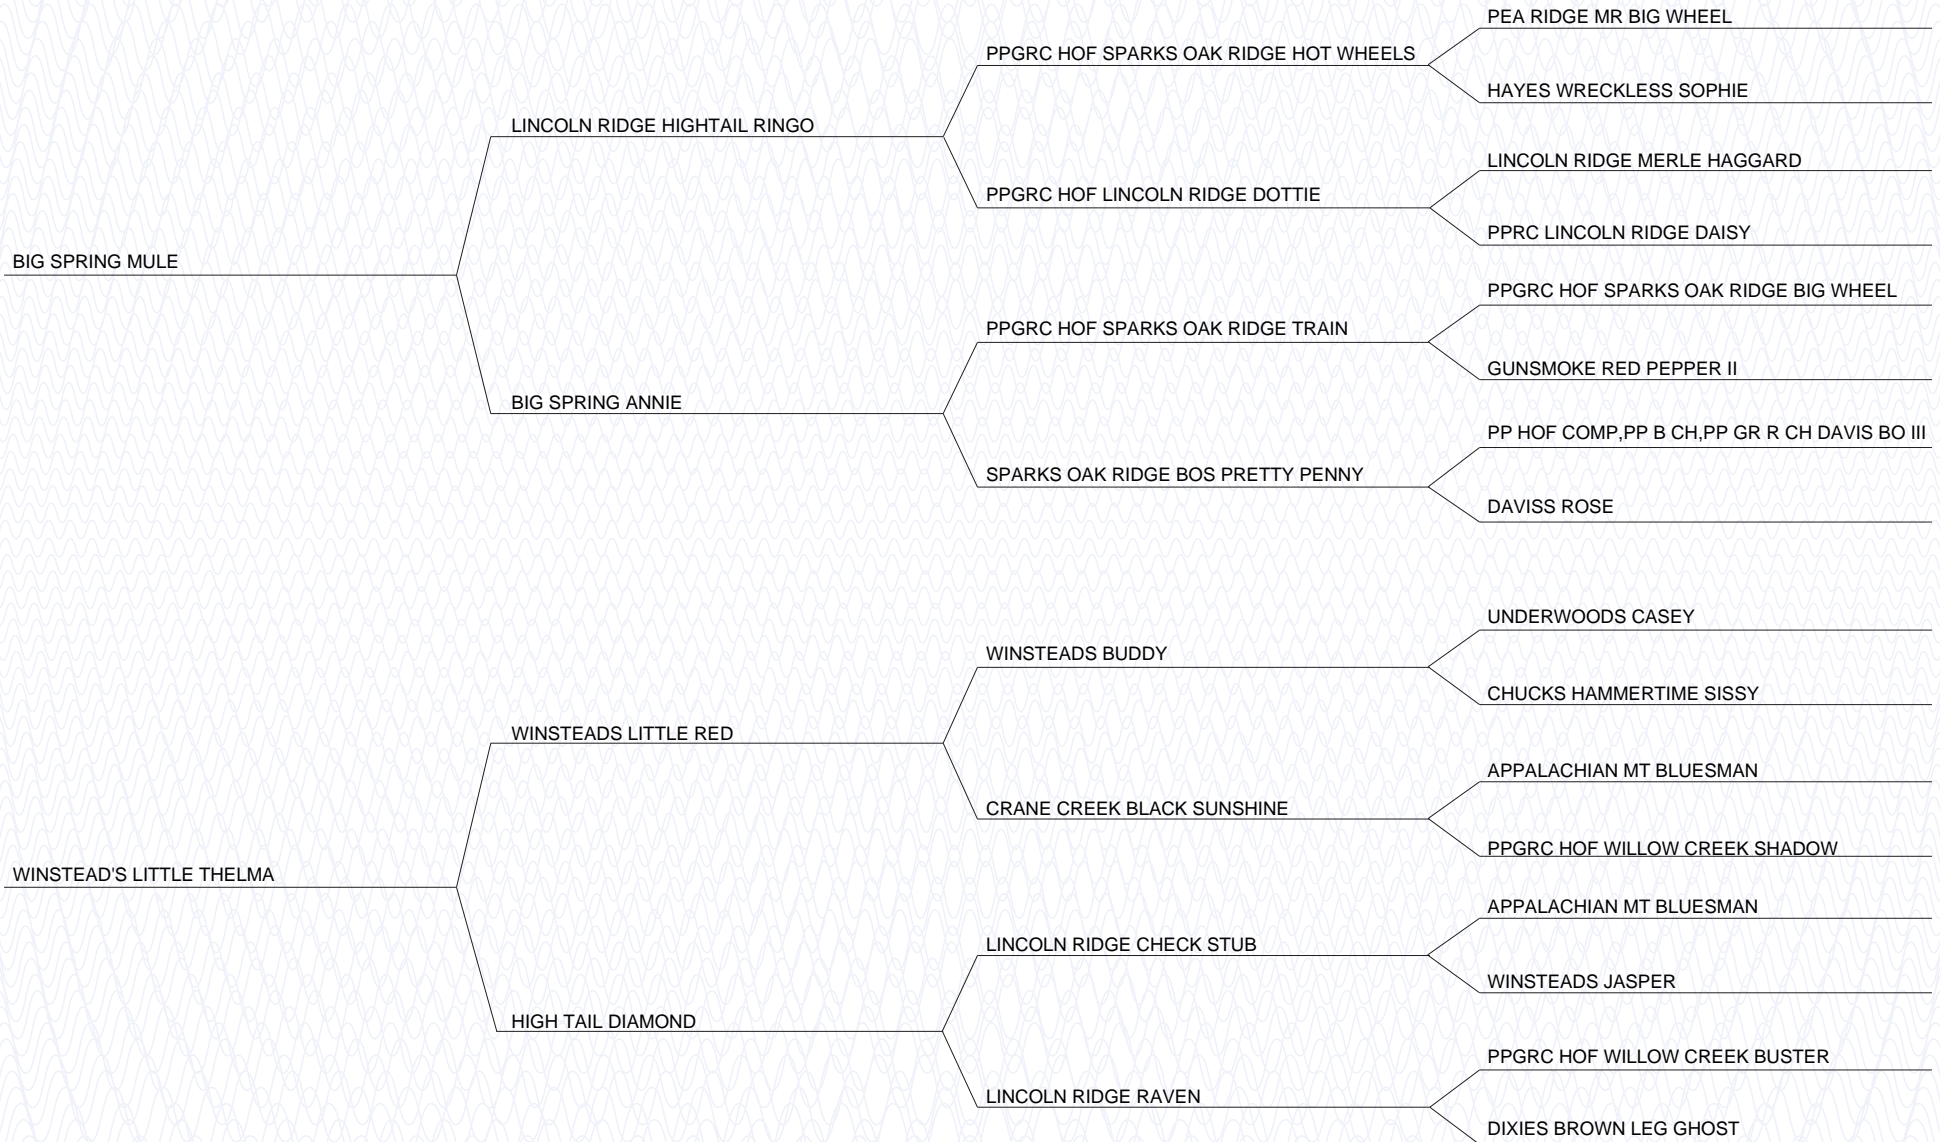 PEA RIDGE MR BIG WHEEL
PPGRC HOF SPARKS OAK RIDGE HOT WHEELS
HAYES WRECKLESS SOPHIE
LINCOLN RIDGE HIGHTAIL RINGO
LINCOLN RIDGE MERLE HAGGARD
PPGRC HOF LINCOLN RIDGE DOTTIE
PPRC LINCOLN RIDGE DAISY
BIG SPRING MULE
PPGRC HOF SPARKS OAK RIDGE BIG WHEEL
PPGRC HOF SPARKS OAK RIDGE TRAIN
GUNSMOKE RED PEPPER II
BIG SPRING ANNIE
PP HOF COMP,PP B CH,PP GR R CH DAVIS BO III
SPARKS OAK RIDGE BOS PRETTY PENNY
DAVISS ROSE
UNDERWOODS CASEY
WINSTEADS BUDDY
CHUCKS HAMMERTIME SISSY
WINSTEADS LITTLE RED
APPALACHIAN MT BLUESMAN
CRANE CREEK BLACK SUNSHINE
PPGRC HOF WILLOW CREEK SHADOW
WINSTEAD'S LITTLE THELMA
APPALACHIAN MT BLUESMAN
LINCOLN RIDGE CHECK STUB
WINSTEADS JASPER
HIGH TAIL DIAMOND
PPGRC HOF WILLOW CREEK BUSTER
LINCOLN RIDGE RAVEN
DIXIES BROWN LEG GHOST